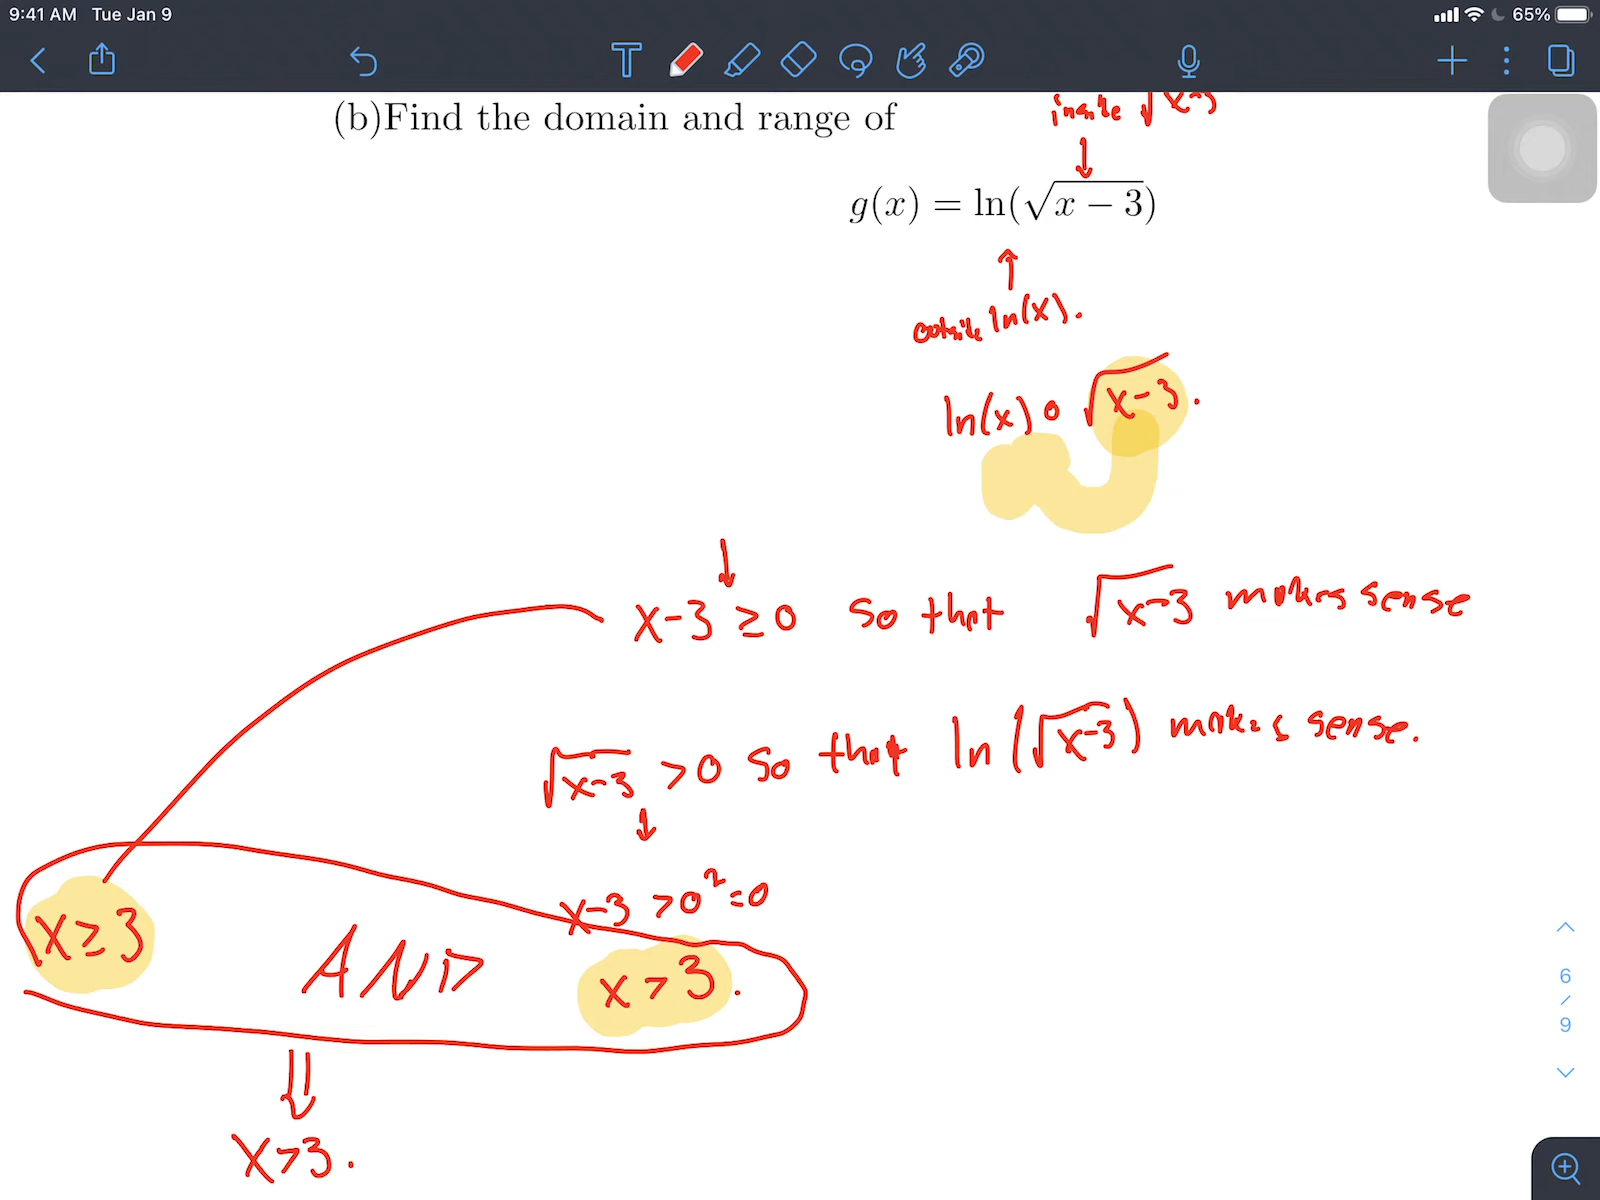 9:41 AM Tue Jan 9
65%
(b)Find the domain and range of
inside √x-3
g(x) = ln(√x − 3)
outside ln(x).
ln(x) ∘ √x-3.
x-3 ≥ 0 so that √x-3 makes sense
√x-3 >0 so that ln(√x-3) makes sense.
x-3 >0²=0
x≥3 AND x>3.
x>3.
6
/
9